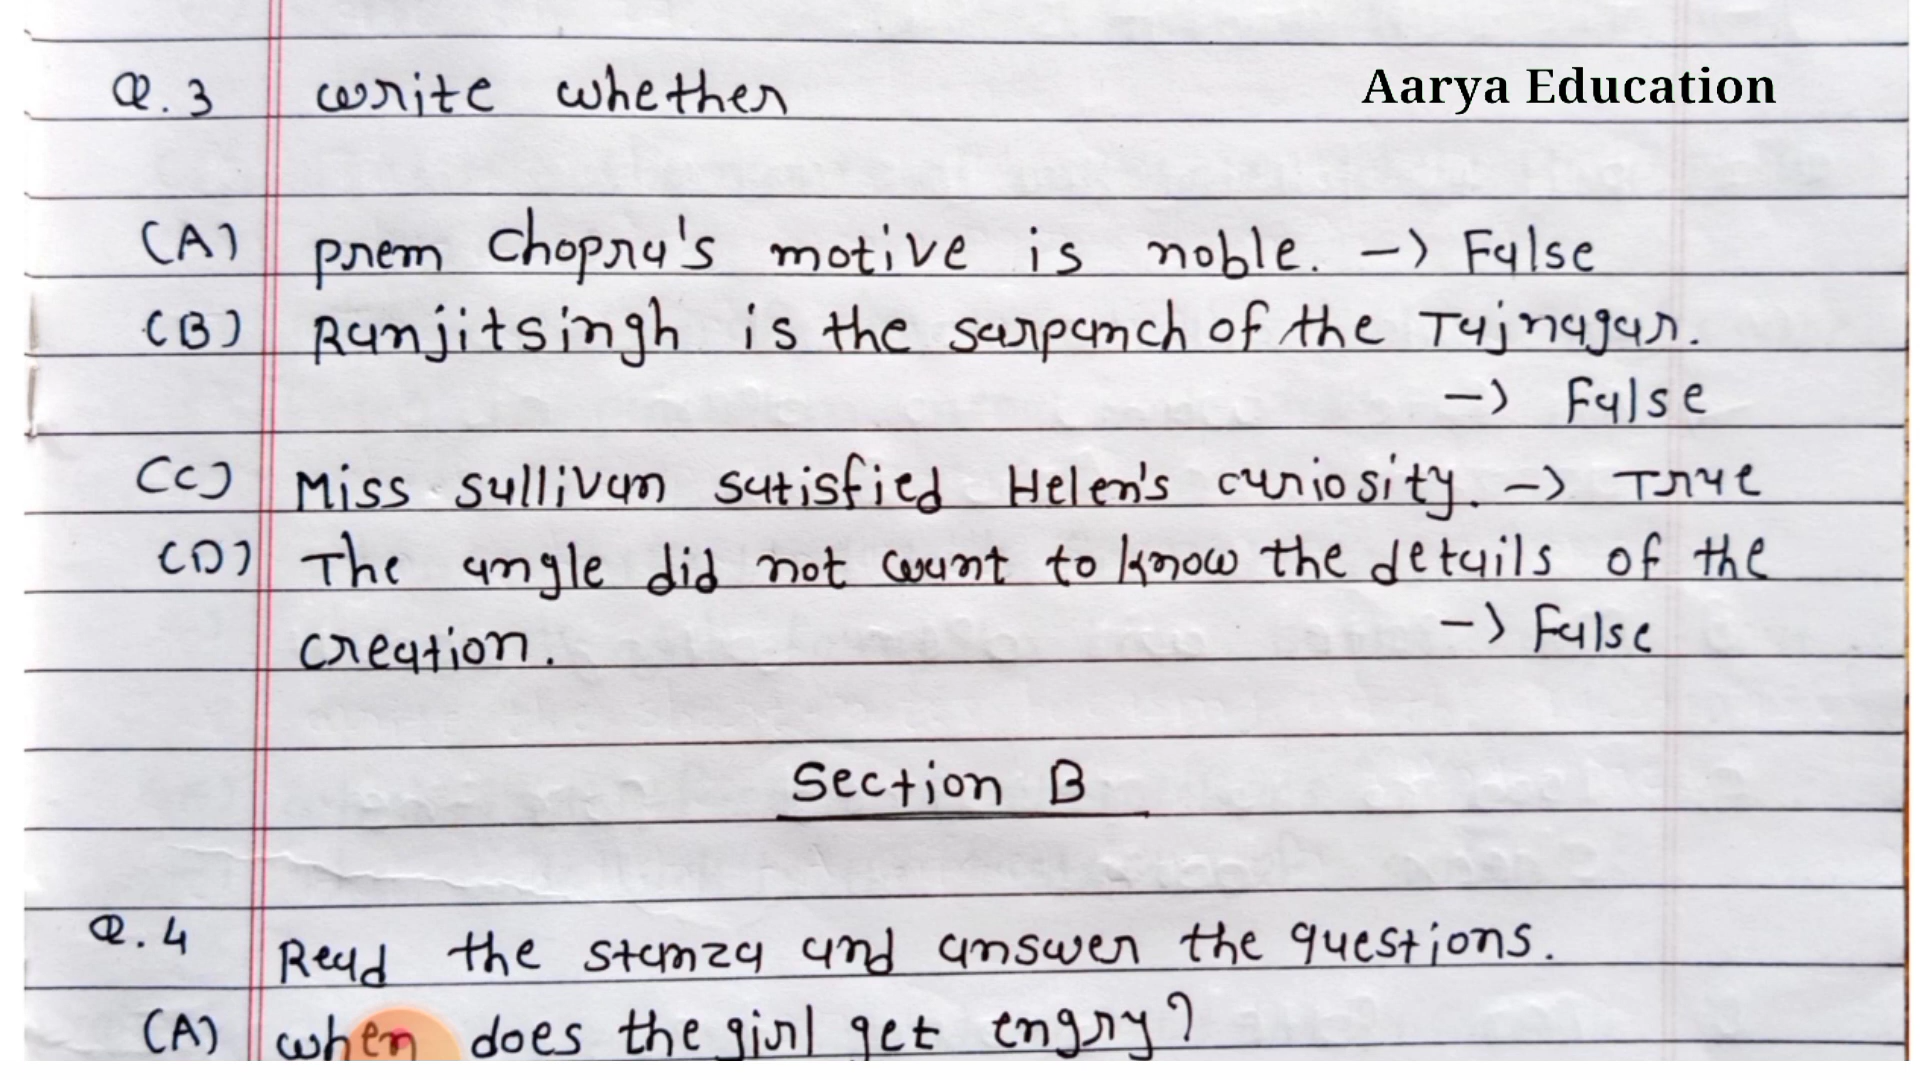 Q.3 write whether
Aarya Education
(A) prem Chopra's motive is noble. -> False
(B) Ranjitsingh is the sarpanch of the Tajnagar.
-> False
(C) Miss sullivan satisfied Helen's curiosity. -> True
(D) The angle did not want to know the details of the
creation. -> False
Section B
Q.4 Read the stanza and answer the questions.
(A) when does the girl get engry?